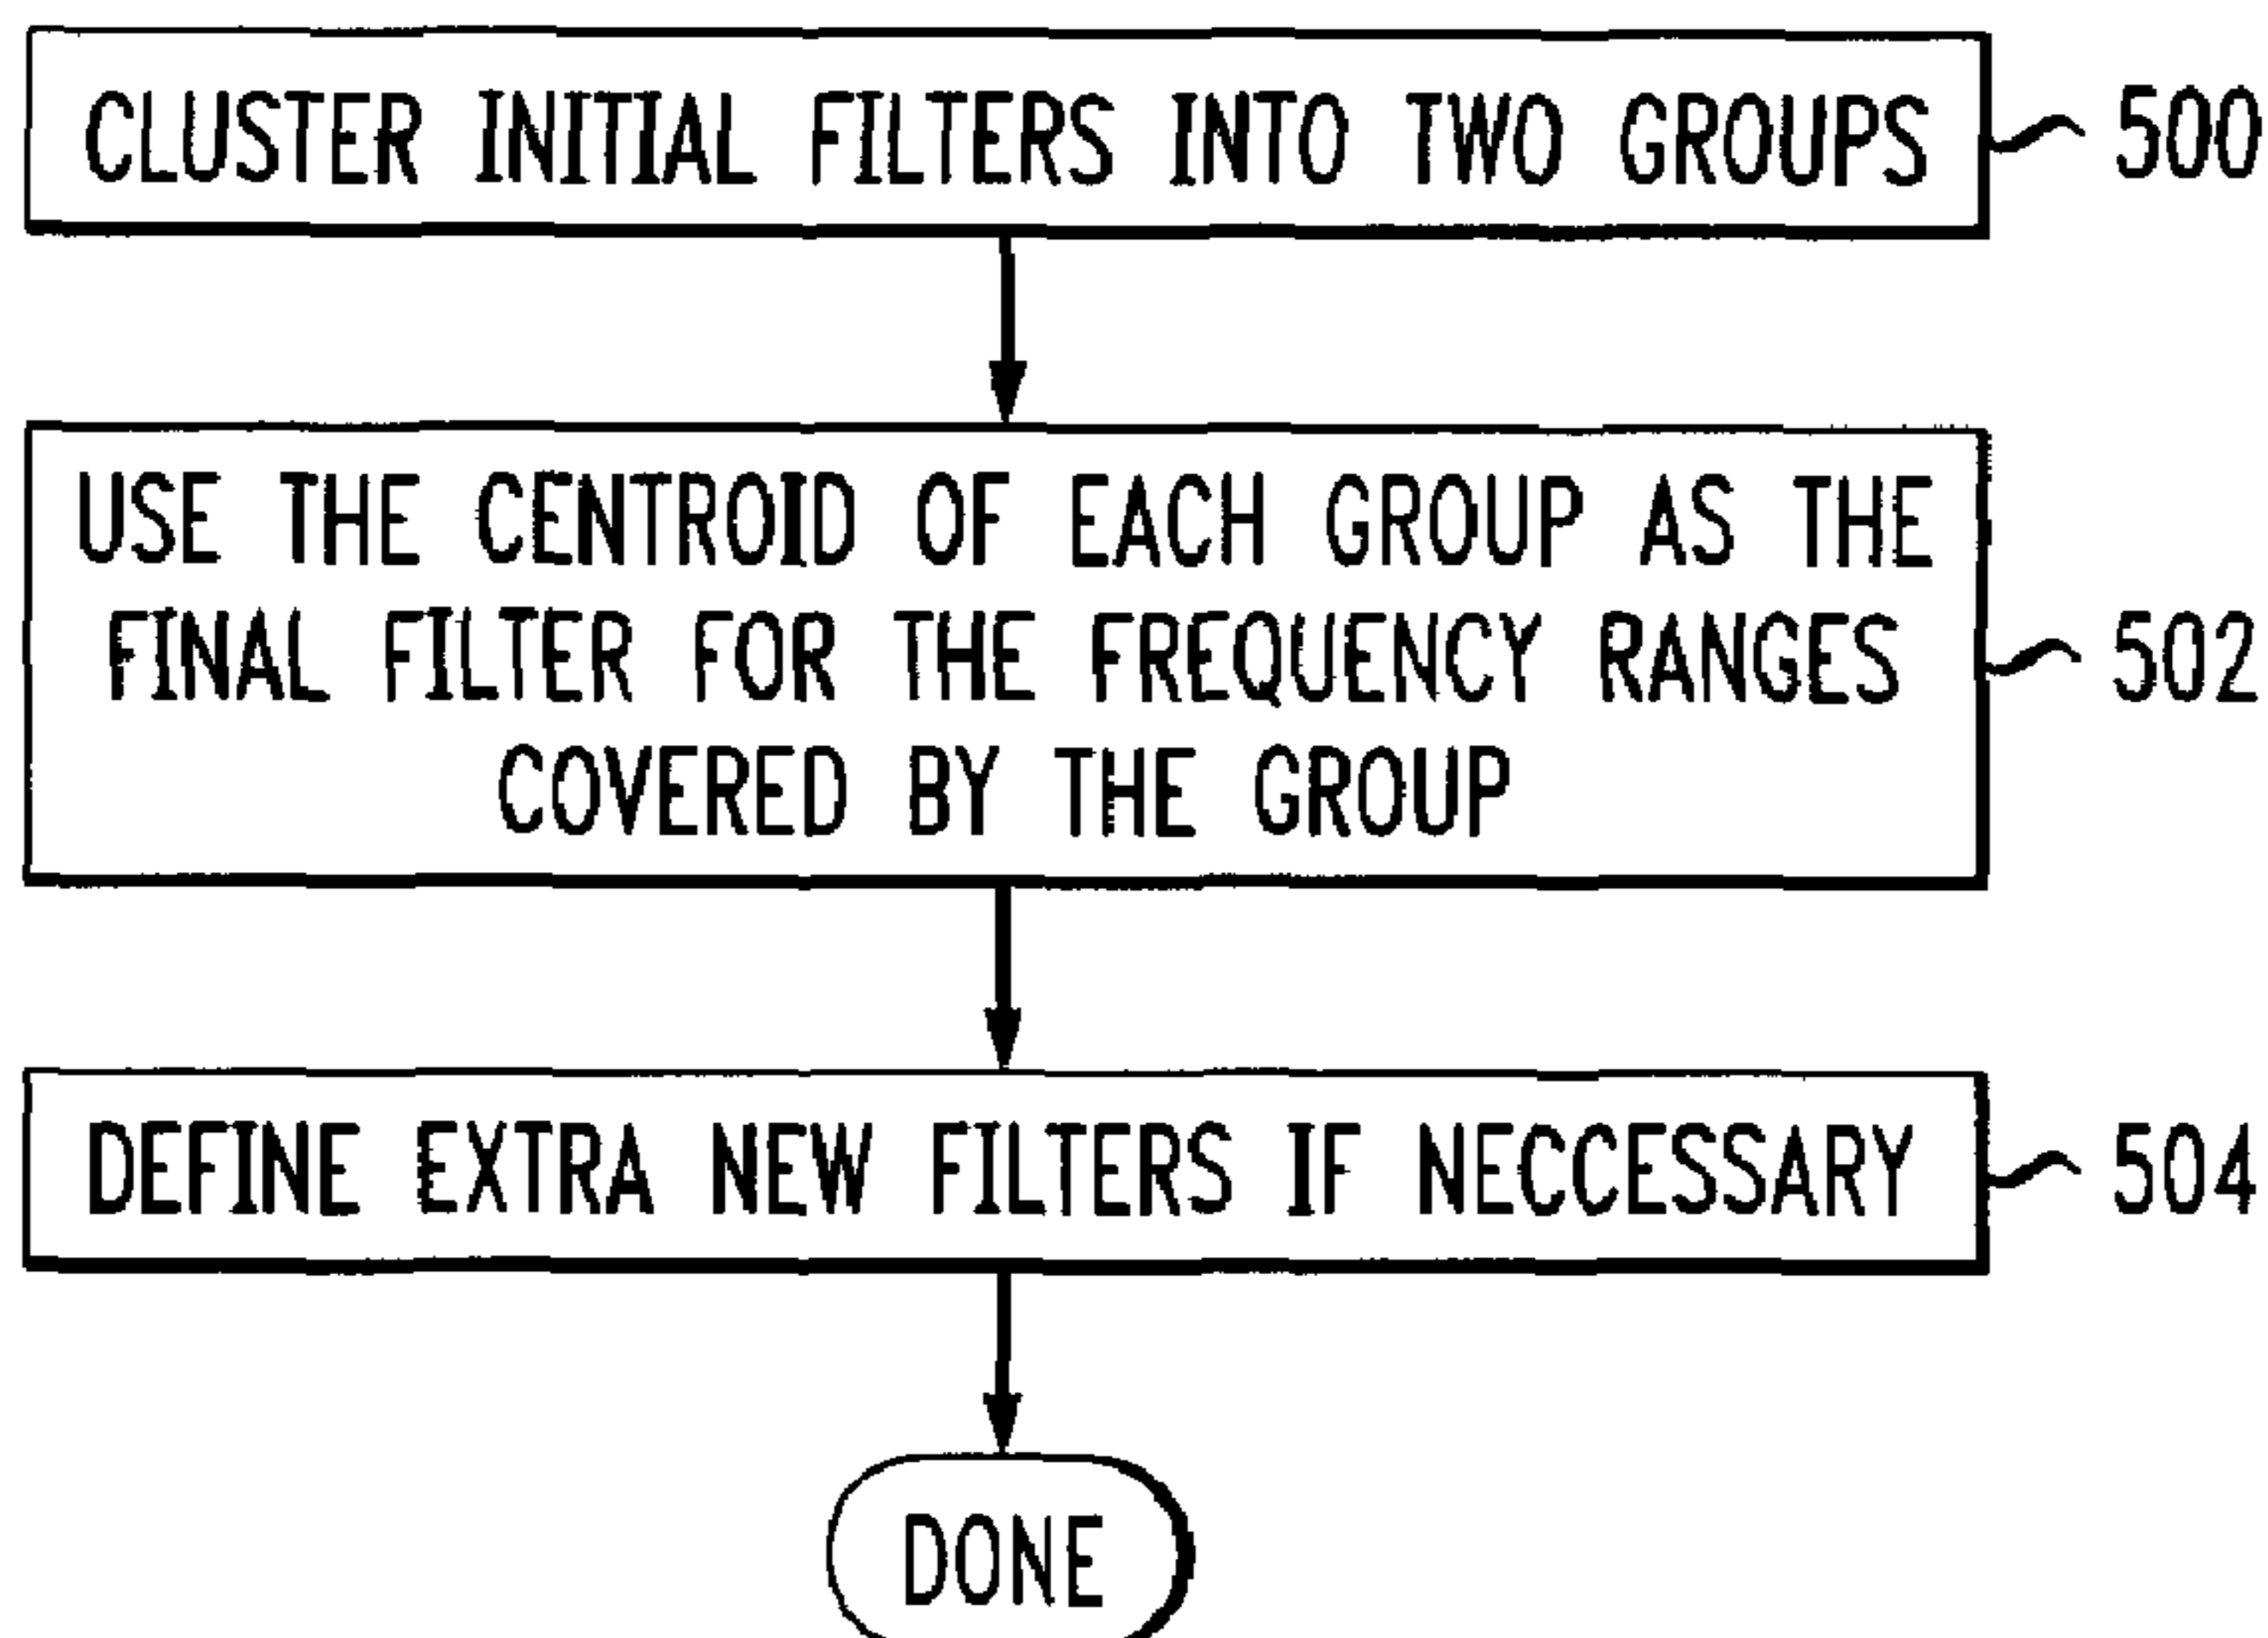 CLUSTER INITIAL FILTERS INTO TWO GROUPS
500
USE THE CENTROID OF EACH GROUP AS THE
FINAL FILTER FOR THE FREQUENCY RANGES
COVERED BY THE GROUP
502
DEFINE EXTRA NEW FILTERS IF NECCESSARY
504
DONE